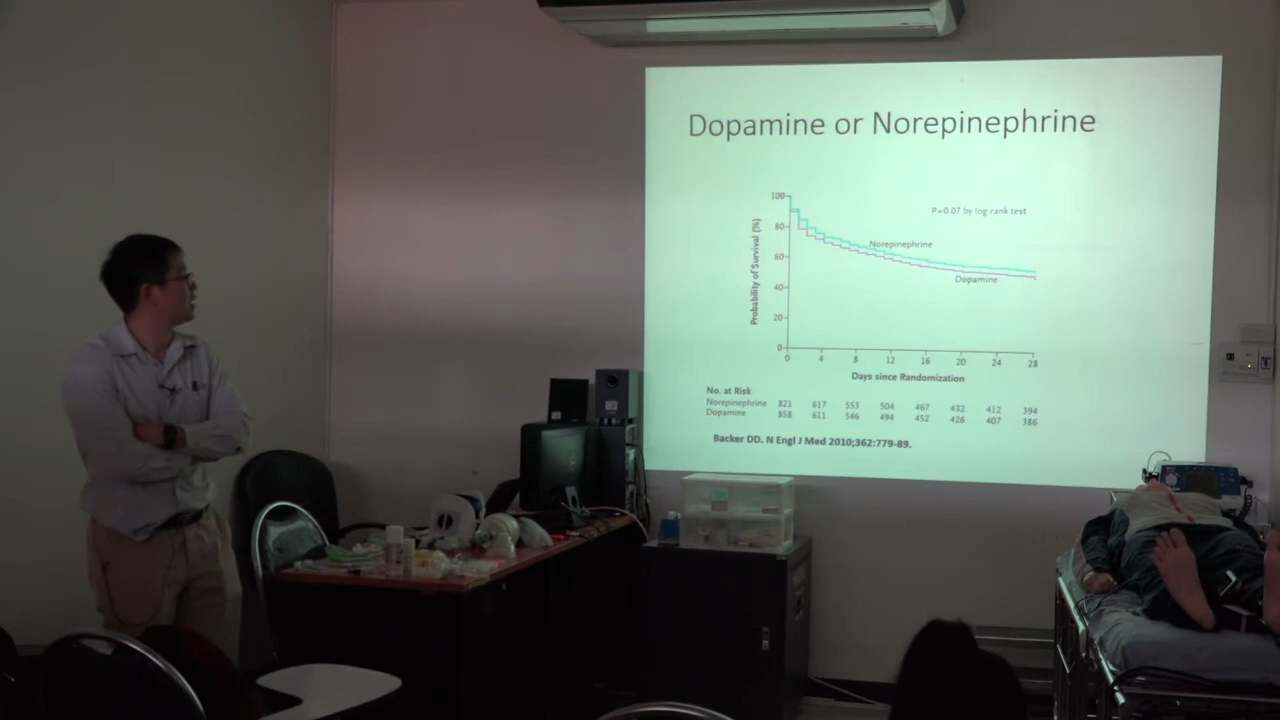 Dopamine or Norepinephrine
100
80
60
40
20
0
Probability of Survival (%)
P=0.07 by log-rank test
Norepinephrine
Dopamine
0 4 8 12 16 20 24 28
Days since Randomization
No. at Risk
Norepinephrine 821 617 553 504 467 432 412 394
Dopamine 858 611 546 494 452 426 407 386
Backer DD. N Engl J Med 2010;362:779-89.